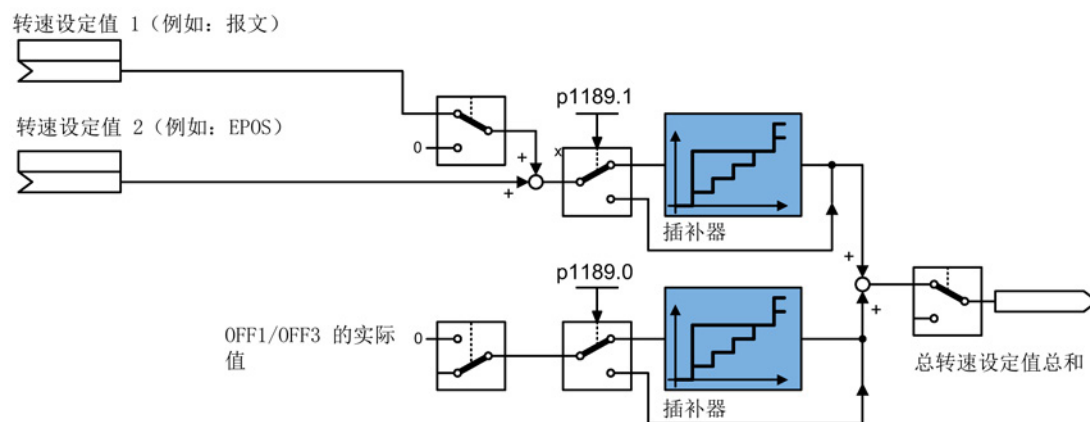 转速设定值 1（例如：报文）
p1189.1
转速设定值 2（例如：EPOS）
0
+
x
+
插补器
+
p1189.0
+
OFF1/OFF3 的实际
值
0
总转速设定值总和
插补器